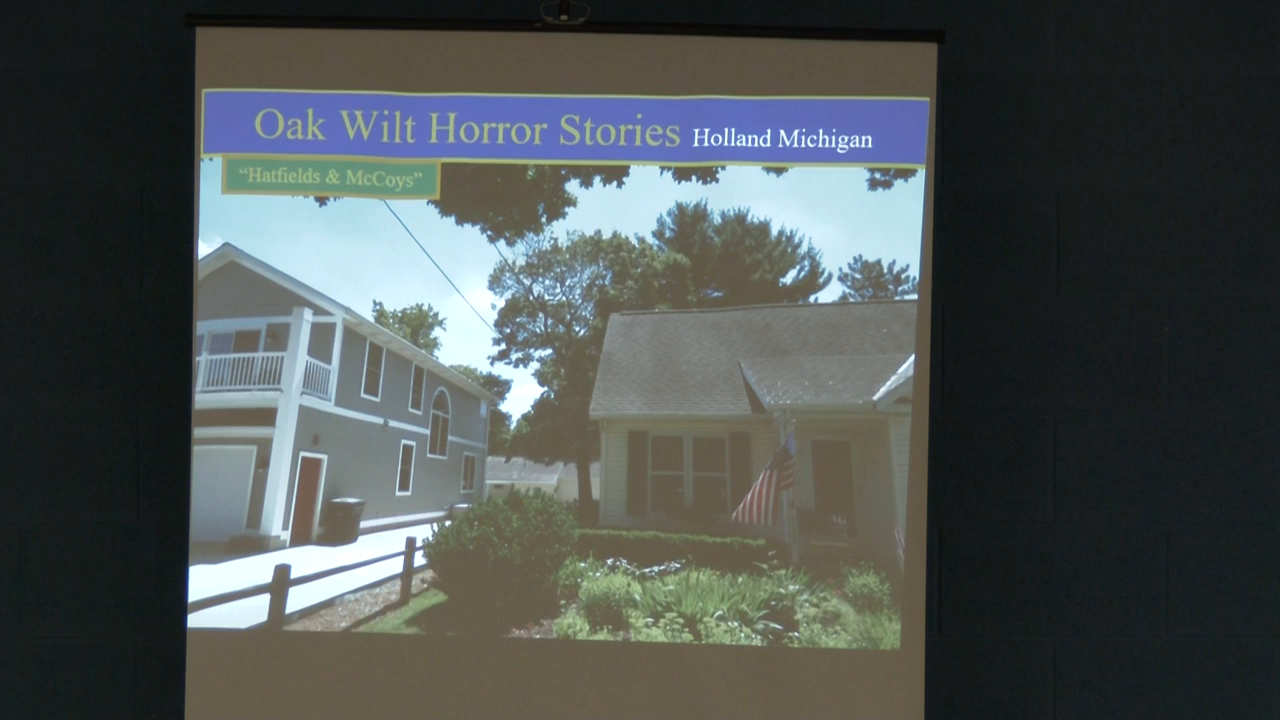 Oak Wilt Horror Stories Holland Michigan
“Hatfields & McCoys”